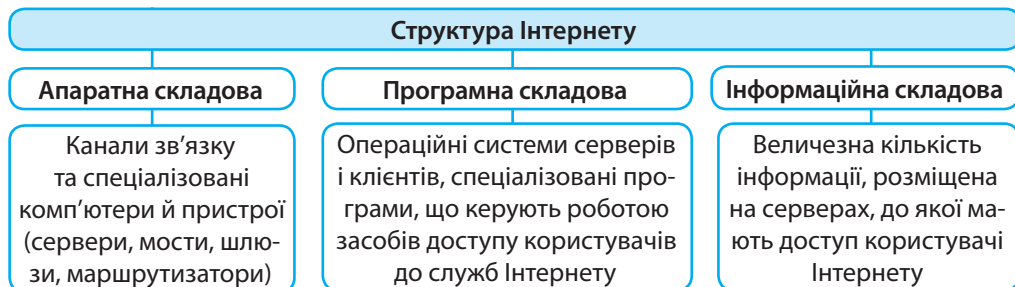 Структура Інтернету
Апаратна складова
Канали зв’язку
та спеціалізовані
комп’ютери й пристрої
(сервери, мости, шлю-
зи, маршрутизатори)
Програмна складова
Операційні системи серверів
і клієнтів, спеціалізовані про-
грами, що керують роботою
засобів доступу користувачів
до служб Інтернету
Інформаційна складова
Величезна кількість
інформації, розміщена
на серверах, до якої ма-
ють доступ користувачі
Інтернету